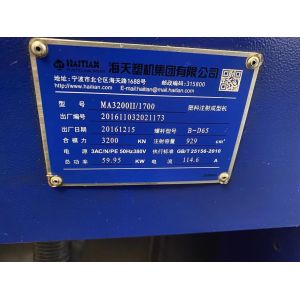 HAITIAN 海天塑机集团有限公司
地址:宁波市北仑区海天路1688号 邮政编码:315800
http://www.haitian.com E-mail:haitian@mail.haitian.com
型号 MA3200II/1700 塑料注射成型机
出厂编号 201611032021173
出厂日期 20161215 螺杆型号 B-D65
合模力 3200 KN 注射容量 929 cm³
电源 3AC/N/PE 50Hz380V 执行标准 GB/T 25156-2010
总功率 59.95 KW 电流 114.6 A